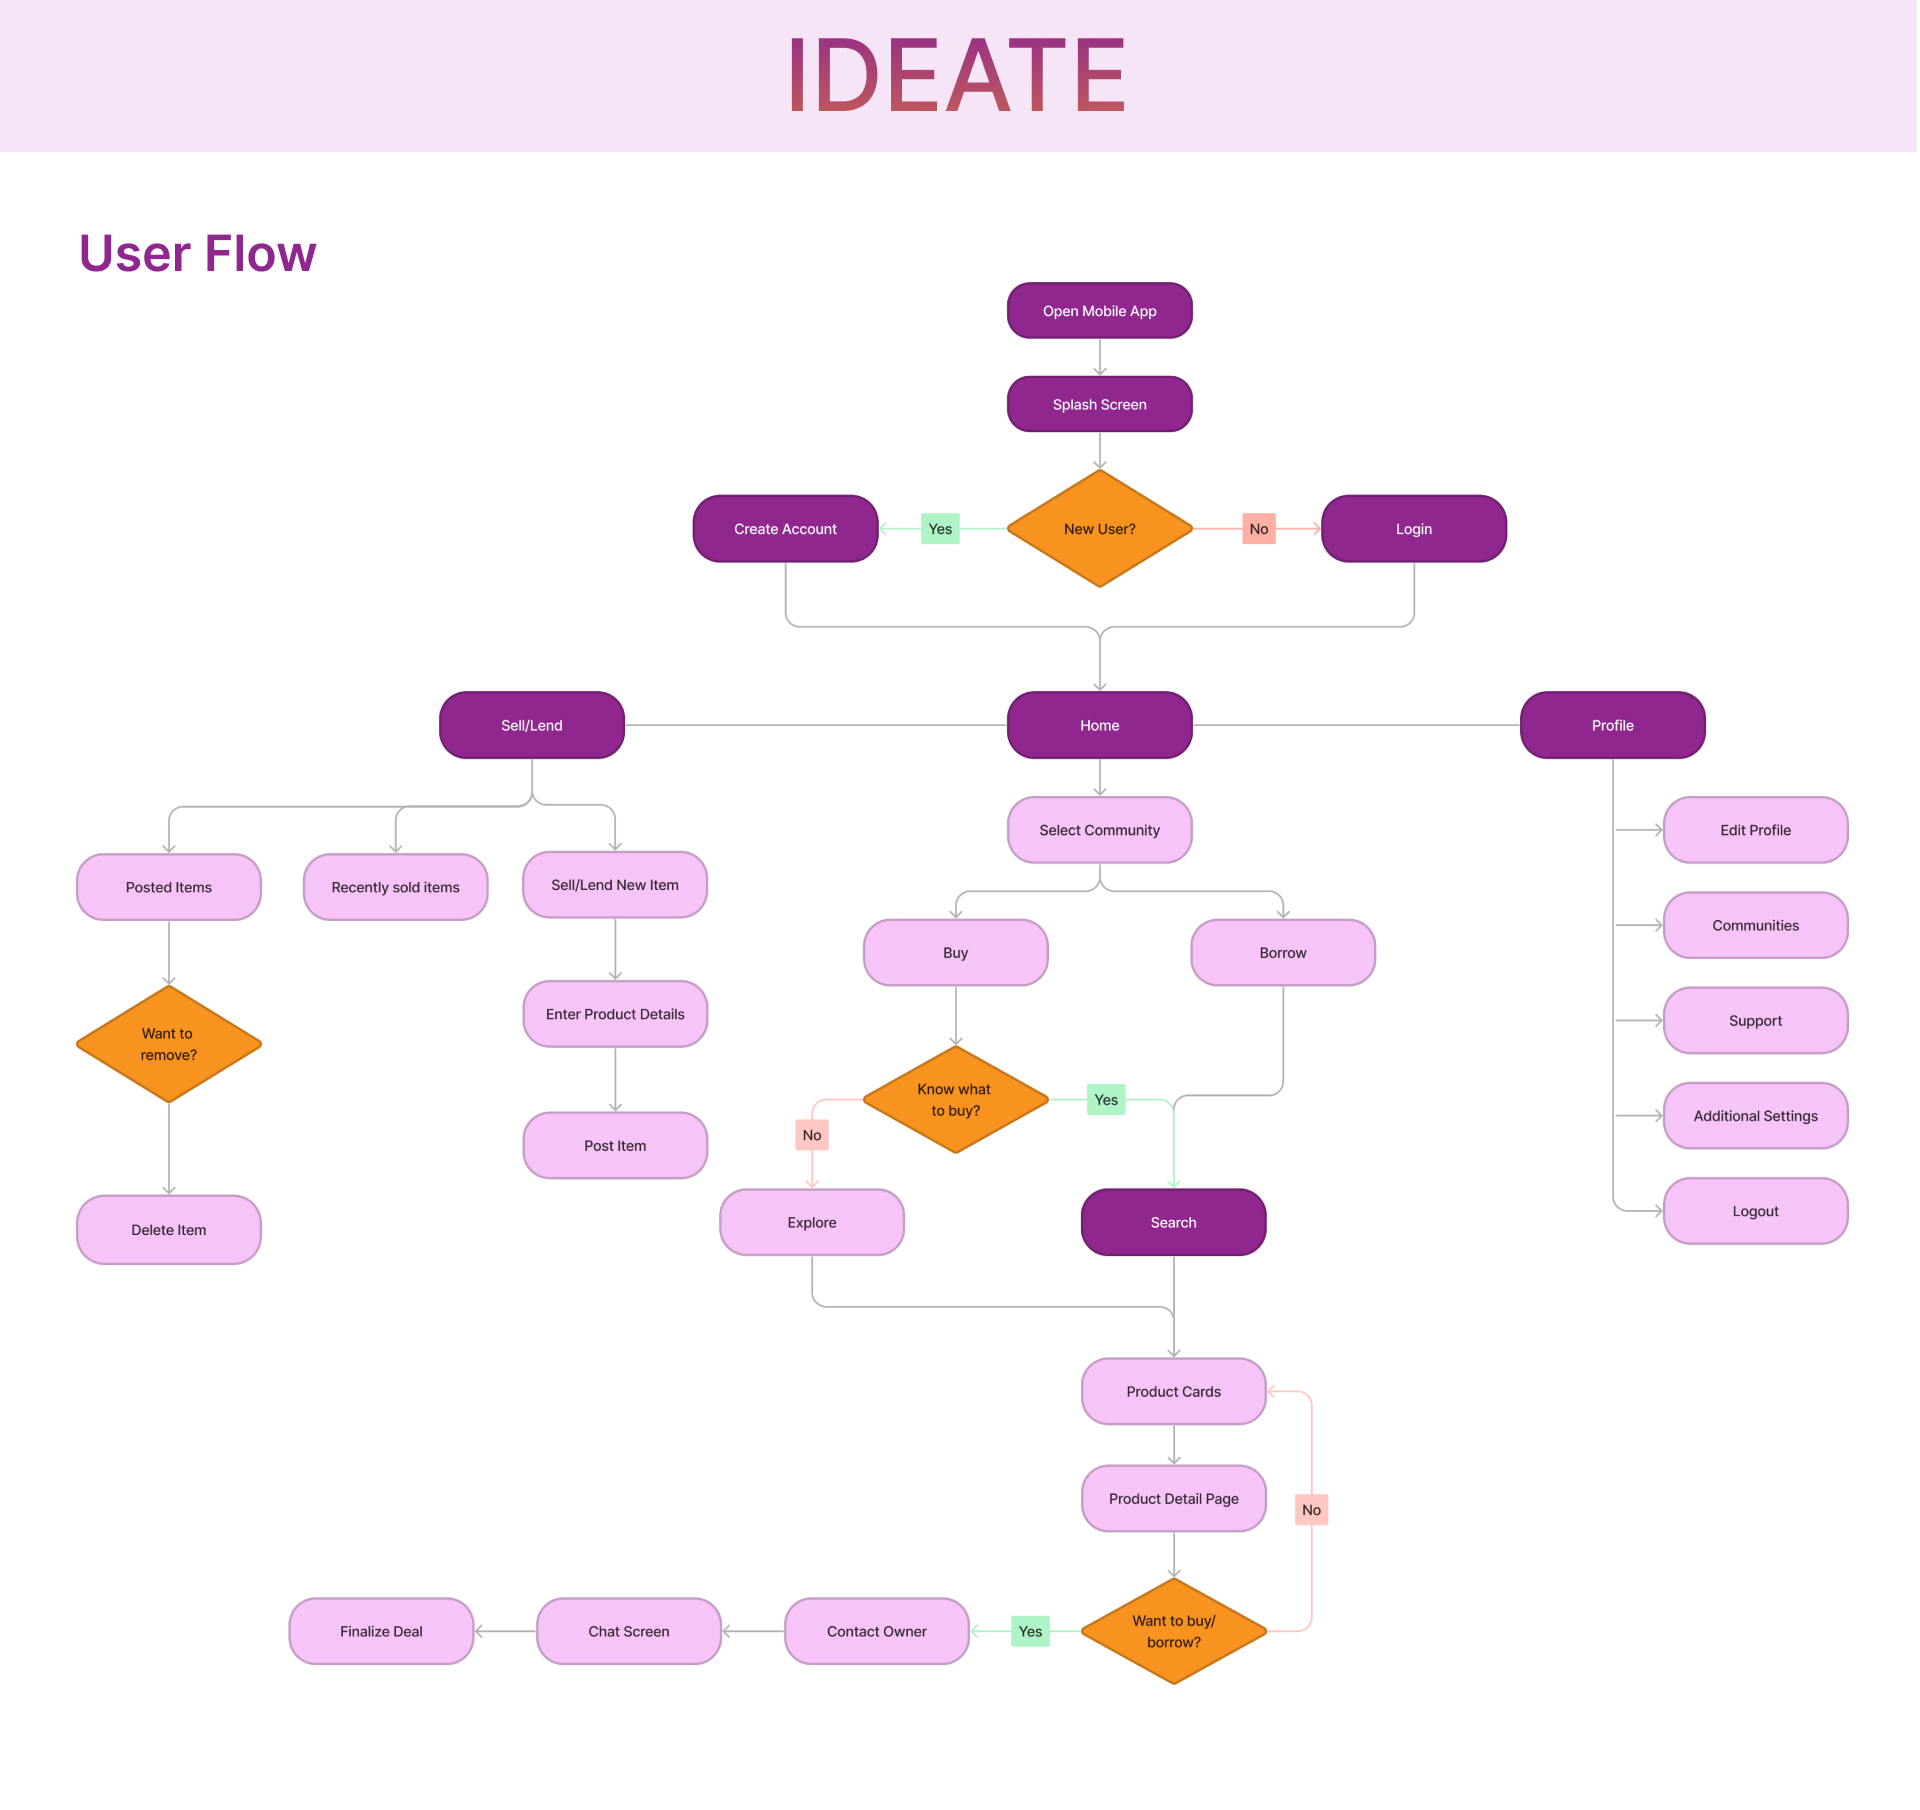 IDEATE
User Flow
Open Mobile App
Splash Screen
Create Account
Yes
New User?
No
Login
Sell/Lend
Home
Profile
Select Community
Edit Profile
Posted Items
Recently sold items
Sell/Lend New Item
Buy
Borrow
Communities
Want to
remove?
Enter Product Details
Support
Know what
to buy?
Yes
No
Post Item
Additional Settings
Delete Item
Explore
Search
Logout
Product Cards
Product Detail Page
No
Finalize Deal
Chat Screen
Contact Owner
Yes
Want to buy/
borrow?